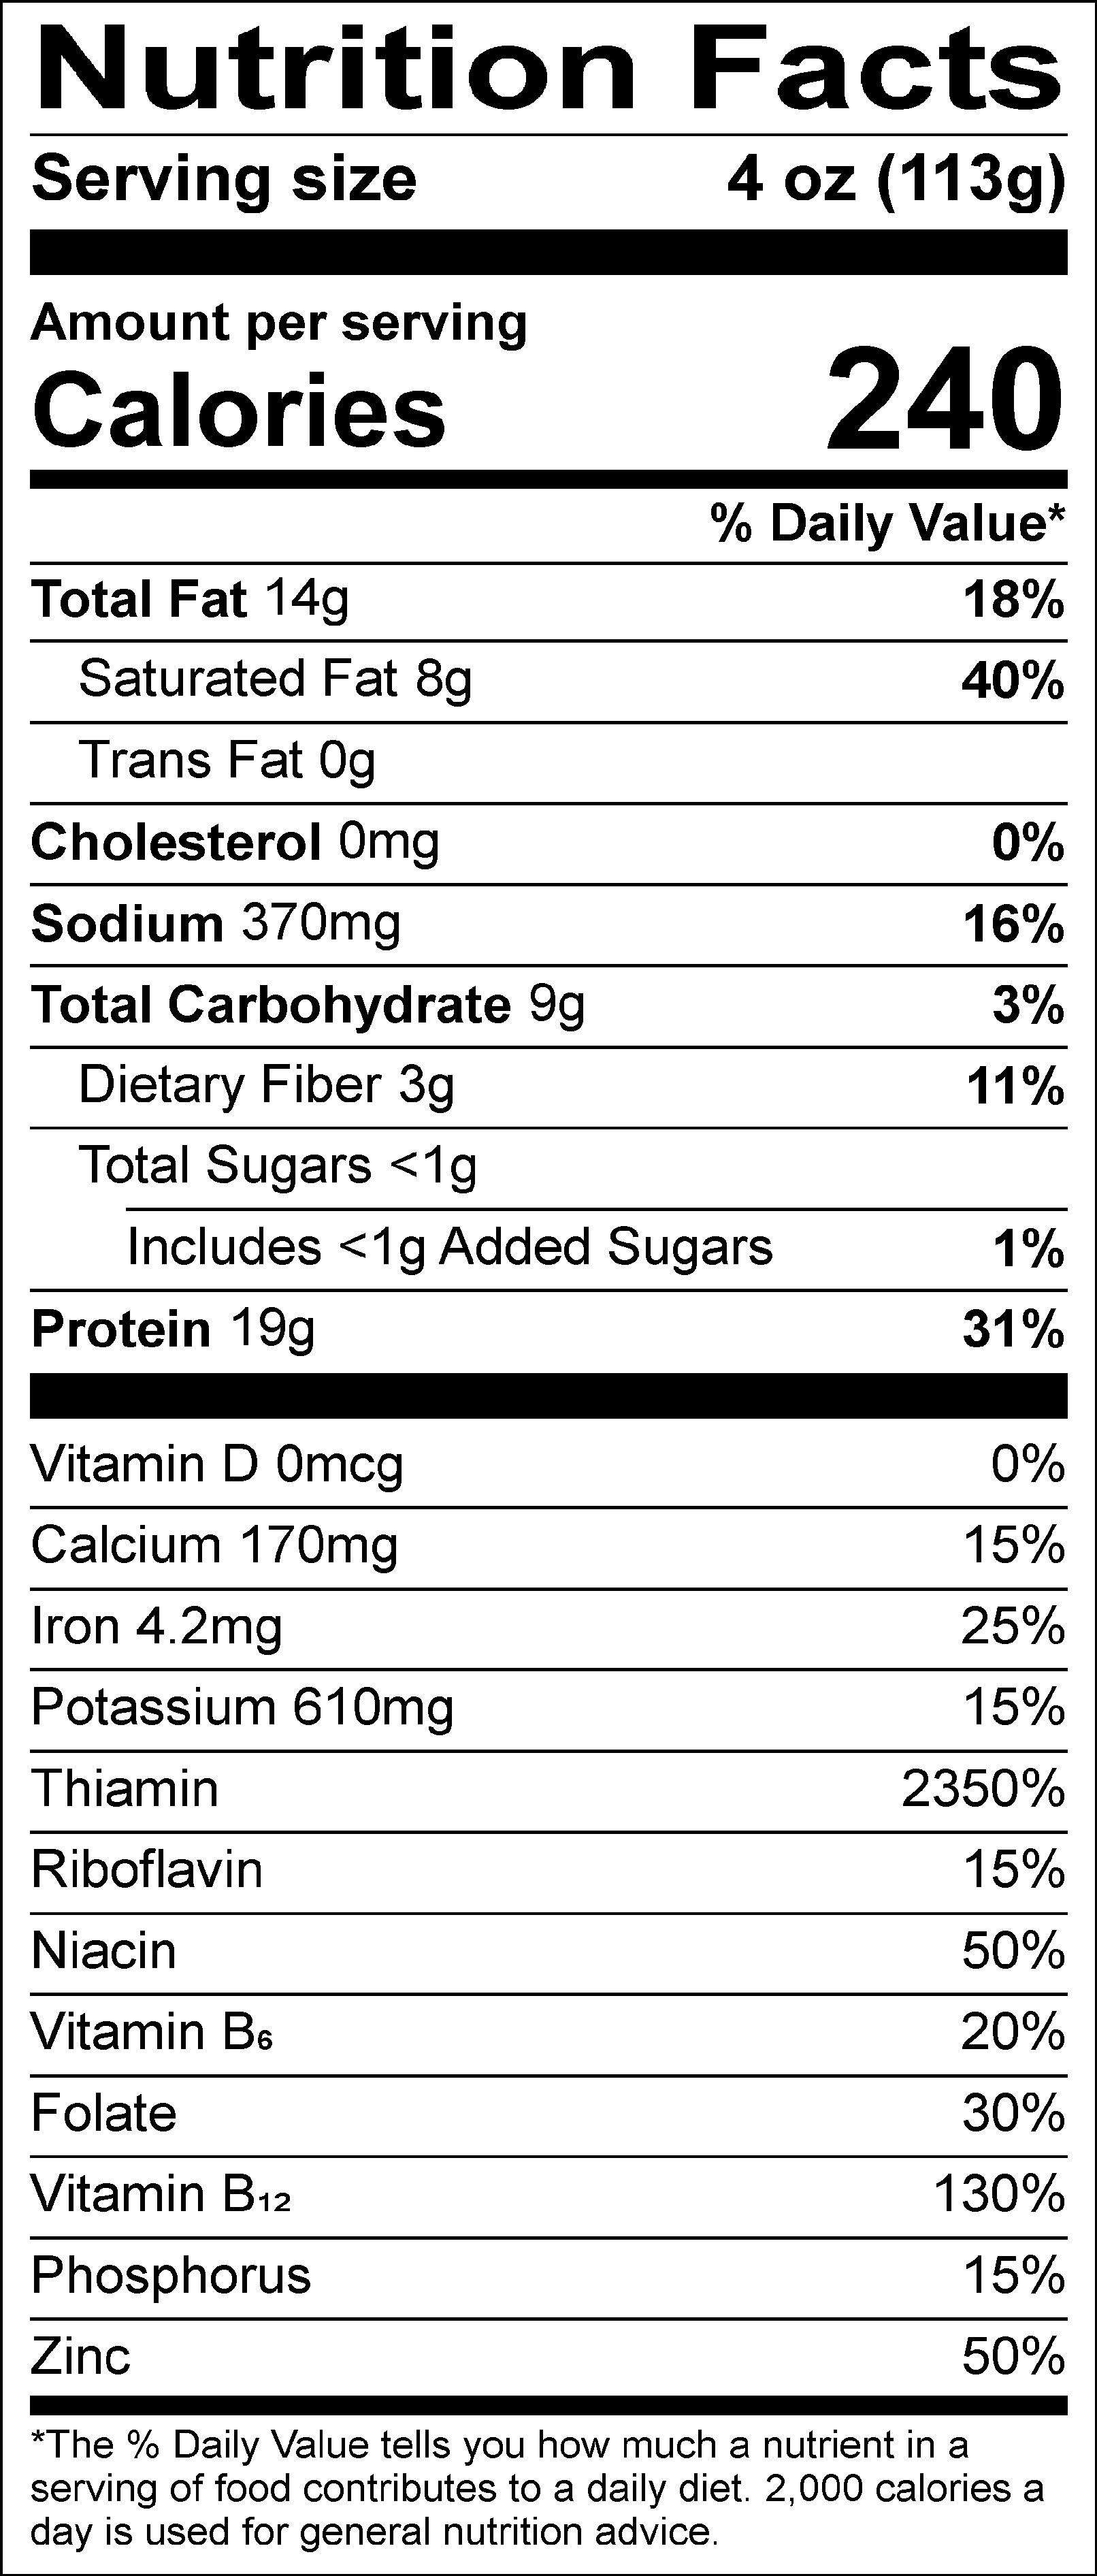 Nutrition Facts
Serving size 4 oz (113g)
Amount per serving
Calories 240
% Daily Value*
Total Fat 14g 18%
Saturated Fat 8g 40%
Trans Fat 0g
Cholesterol 0mg 0%
Sodium 370mg 16%
Total Carbohydrate 9g 3%
Dietary Fiber 3g 11%
Total Sugars <1g
Includes <1g Added Sugars 1%
Protein 19g 31%
Vitamin D 0mcg 0%
Calcium 170mg 15%
Iron 4.2mg 25%
Potassium 610mg 15%
Thiamin 2350%
Riboflavin 15%
Niacin 50%
Vitamin B₆ 20%
Folate 30%
Vitamin B₁₂ 130%
Phosphorus 15%
Zinc 50%
*The % Daily Value tells you how much a nutrient in a
serving of food contributes to a daily diet. 2,000 calories a
day is used for general nutrition advice.